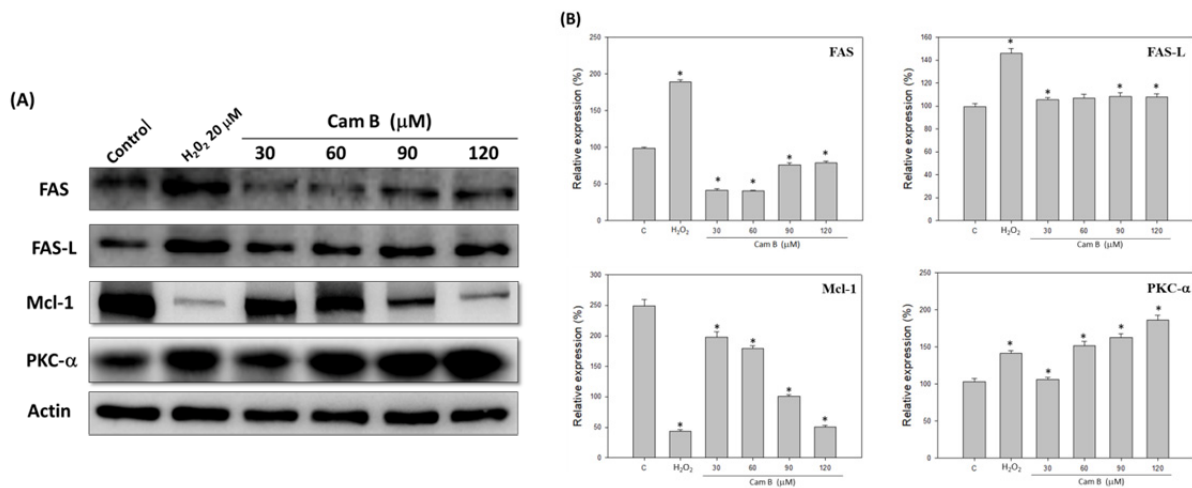 (A)
Control
H₂O₂ 20 μM
Cam B (μM)
30 60 90 120
FAS
FAS-L
Mcl-1
PKC-α
Actin
(B)
FAS
Relative expression (%)
250
200
150
100
50
0
*
*
*
*
*
C H₂O₂ 30 60 90 120
Cam B (μM)
FAS-L
Relative expression (%)
160
140
120
100
80
60
40
20
0
*
*
*
*
C H₂O₂ 30 60 90 120
Cam B (μM)
Mcl-1
Relative expression (%)
300
250
200
150
100
50
0
*
*
*
*
*
C H₂O₂ 30 60 90 120
Cam B (μM)
PKC-α
Relative expression (%)
250
200
150
100
50
0
*
*
*
*
*
C H₂O₂ 30 60 90 120
Cam B (μM)